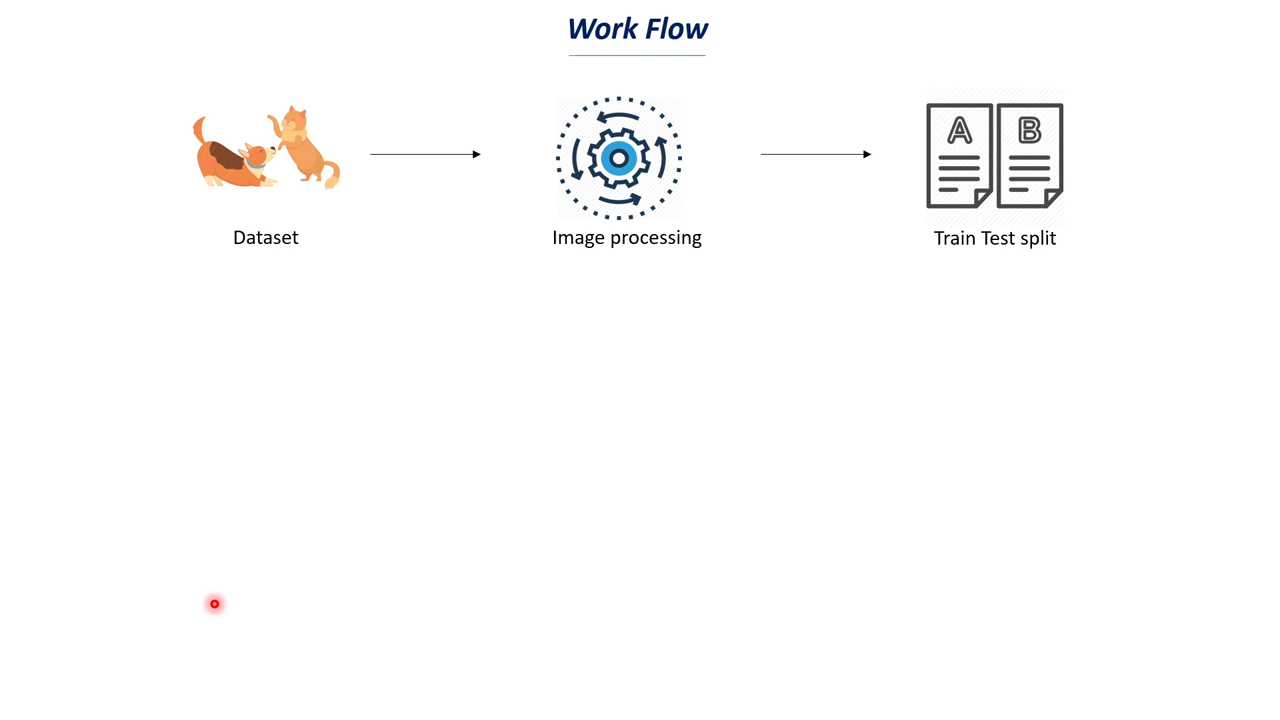 Work Flow
A B
Dataset
Image processing
Train Test split